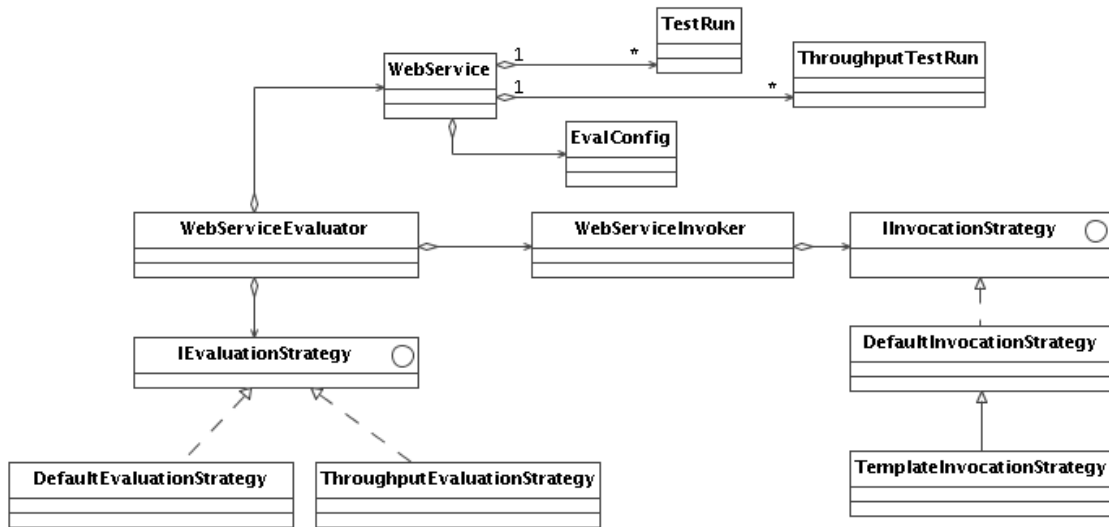 TestRun
1
*
ThroughputTestRun
WebService
1
*
EvalConfig
WebServiceEvaluator
WebServiceInvoker
IInvocationStrategy
IEvaluationStrategy
DefaultInvocationStrategy
DefaultEvaluationStrategy
ThroughputEvaluationStrategy
TemplateInvocationStrategy